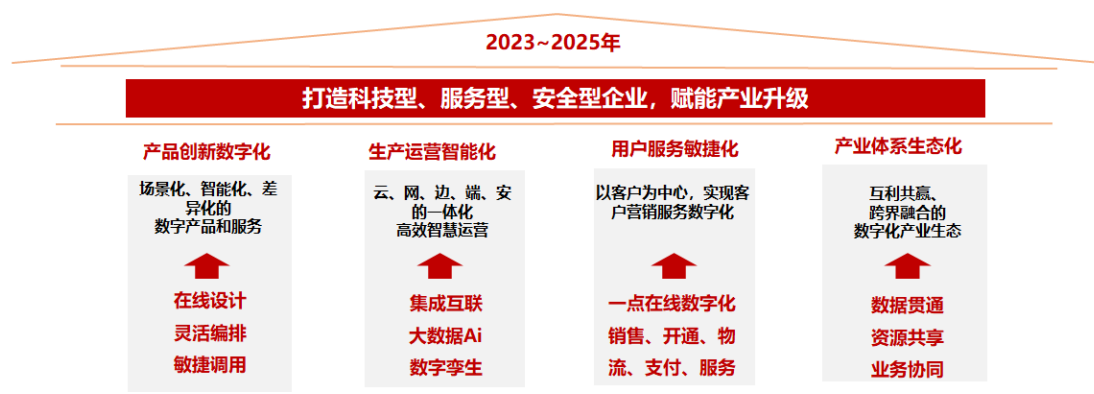 2023~2025年
打造科技型、服务型、安全型企业，赋能产业升级
产品创新数字化
场景化、智能化、差
异化的
数字产品和服务
在线设计
灵活编排
敏捷调用
生产运营智能化
云、网、边、端、安
的一体化
高效智慧运营
集成互联
大数据Ai
数字孪生
用户服务敏捷化
以客户为中心，实现客
户营销服务数字化
一点在线数字化
销售、开通、物
流、支付、服务
产业体系生态化
互利共赢、
跨界融合的
数字化产业生态
数据贯通
资源共享
业务协同